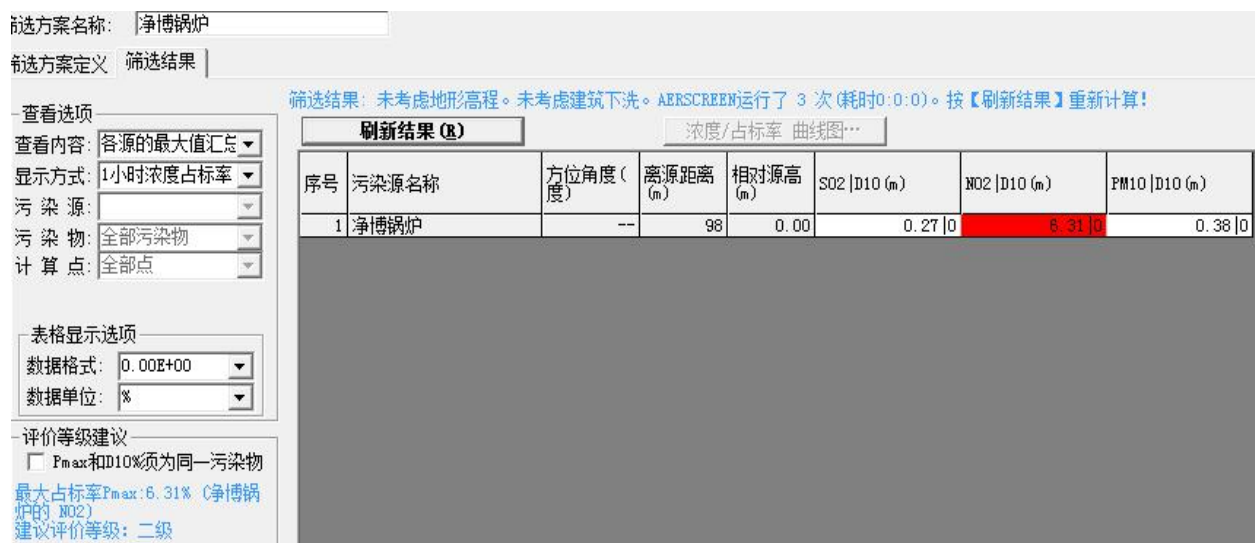 筛选方案名称: 净博锅炉
筛选方案定义 筛选结果
查看选项
查看内容: 各源的最大值汇总
显示方式: 1小时浓度占标率
污 染 源:
污 染 物: 全部污染物
计 算 点: 全部点
表格显示选项
数据格式: 0.00E+00
数据单位: %
评价等级建议
Pmax和D10%须为同一污染物
最大占标率Pmax:6.31% (净博锅
炉的 NO2)
建议评价等级: 二级
筛选结果: 未考虑地形高程。未考虑建筑下洗。AERSCREEN运行了 3 次(耗时0:0:0)。按【刷新结果】重新计算!
刷新结果(R) 浓度/占标率 曲线图…
序号 污染源名称 方位角度(度) 离源距离(m) 相对源高(m) SO2|D10(m) NO2|D10(m) PM10|D10(m)
1 净博锅炉 -- 98 0.00 0.27|0 6.31|0 0.38|0